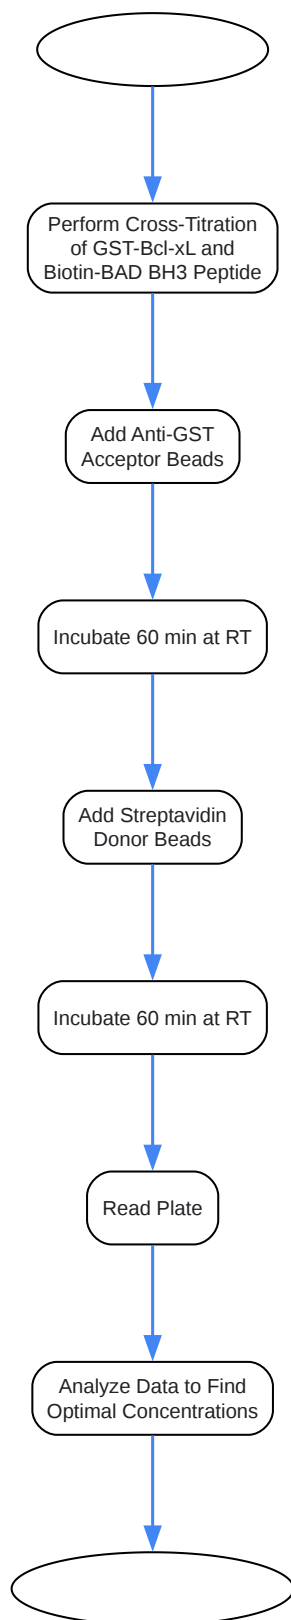 Perform Cross-Titration
of GST-Bcl-xL and
Biotin-BAD BH3 Peptide
Add Anti-GST
Acceptor Beads
Incubate 60 min at RT
Add Streptavidin
Donor Beads
Incubate 60 min at RT
Read Plate
Analyze Data to Find
Optimal Concentrations